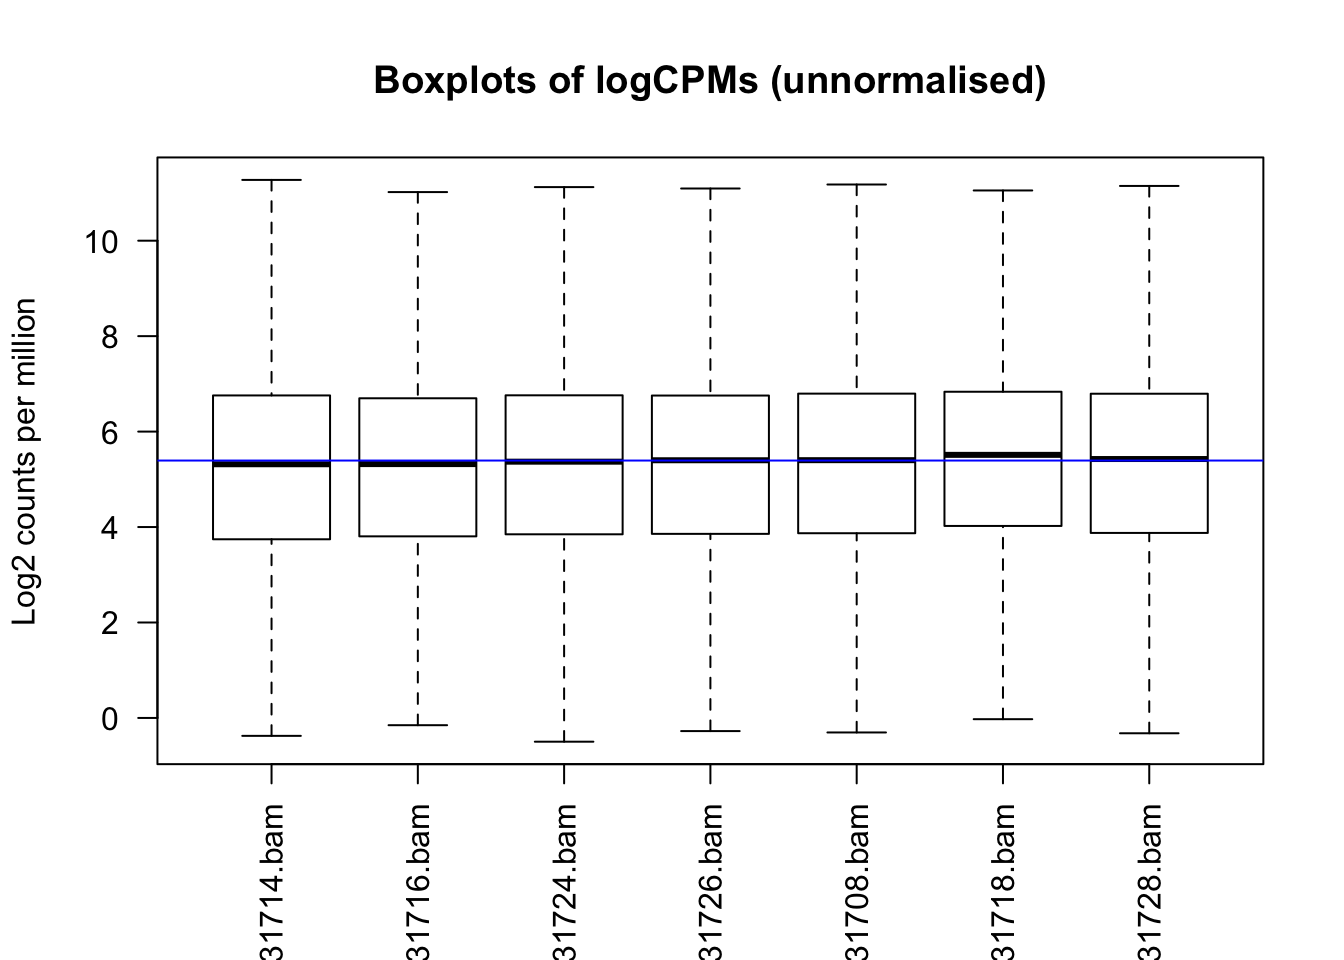 Boxplots of logCPMs (unnormalised)
Log2 counts per million
10
8
6
4
2
0
31714.bam
31716.bam
31724.bam
31726.bam
31708.bam
31718.bam
31728.bam